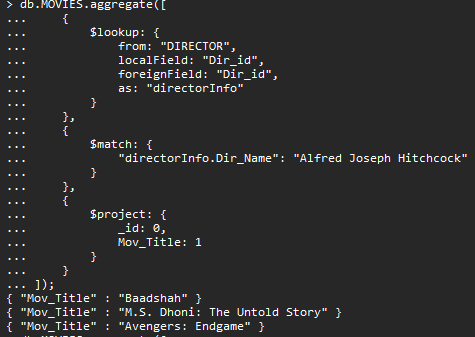 > db.MOVIES.aggregate([
... {
... $lookup: {
... from: "DIRECTOR",
... localField: "Dir_id",
... foreignField: "Dir_id",
... as: "directorInfo"
... }
... },
... {
... $match: {
... "directorInfo.Dir_Name": "Alfred Joseph Hitchcock"
... }
... },
... {
... $project: {
... _id: 0,
... Mov_Title: 1
... }
... }
... ]);
{ "Mov_Title" : "Baadshah" }
{ "Mov_Title" : "M.S. Dhoni: The Untold Story" }
{ "Mov_Title" : "Avengers: Endgame" }